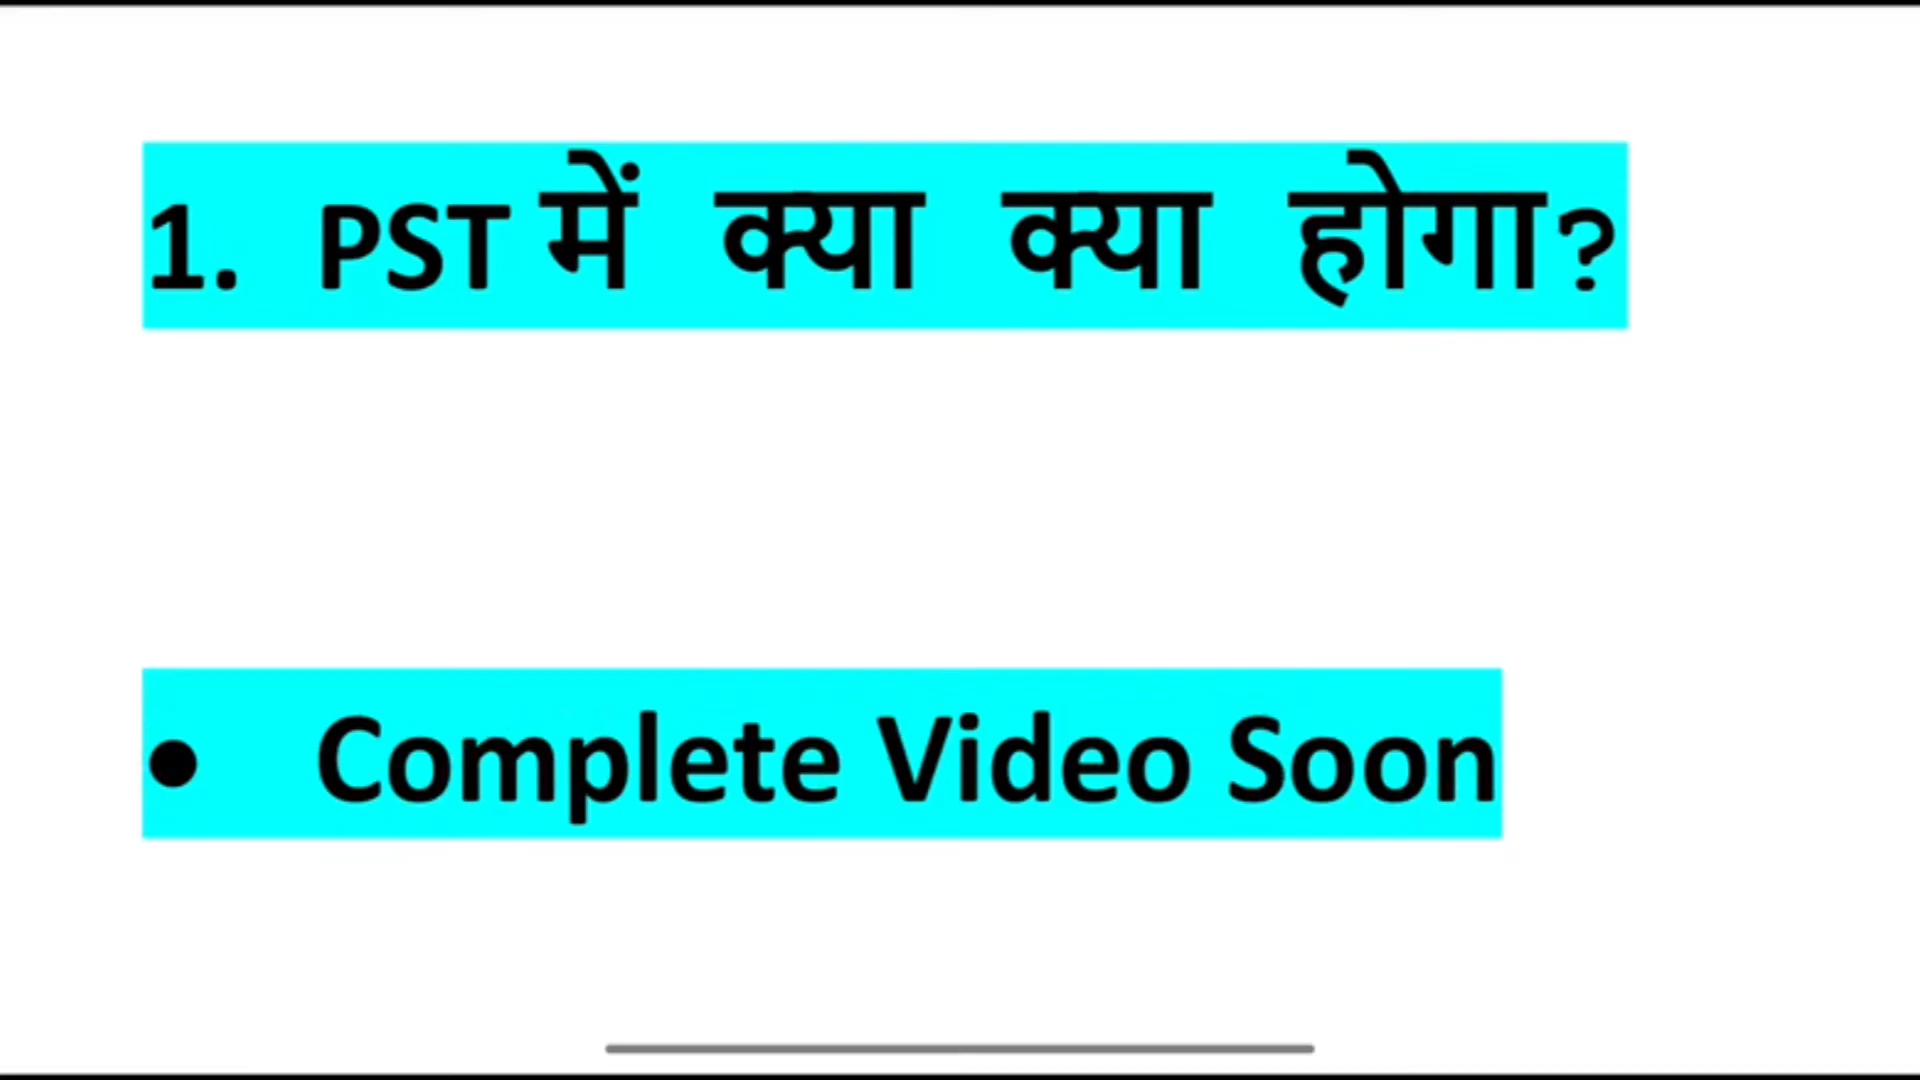 1. PST में क्या क्या होगा?
● Complete Video Soon